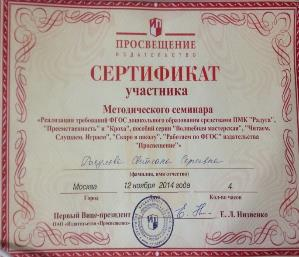 ПРОСВЕЩЕНИЕ
ИЗДАТЕЛЬСТВО
СЕРТИФИКАТ
участника
Методического семинара
«Реализация требований ФГОС дошкольного образования средствами ПМК "Радуга",
"Преемственность" и "Кроха", пособий серии "Волшебная мастерская", "Читаем.
Слушаем. Играем", "Скоро в школу", "Работаем по ФГОС" издательства
"Просвещение"»
Светлана Сергеевна
(фамилия, имя отчество)
Москва 12 ноября 2014 года 4
Город Дата Кол-во часов
Первый Вице-президент Е. Л. Низиенко
ОАО «Издательство «Просвещение»